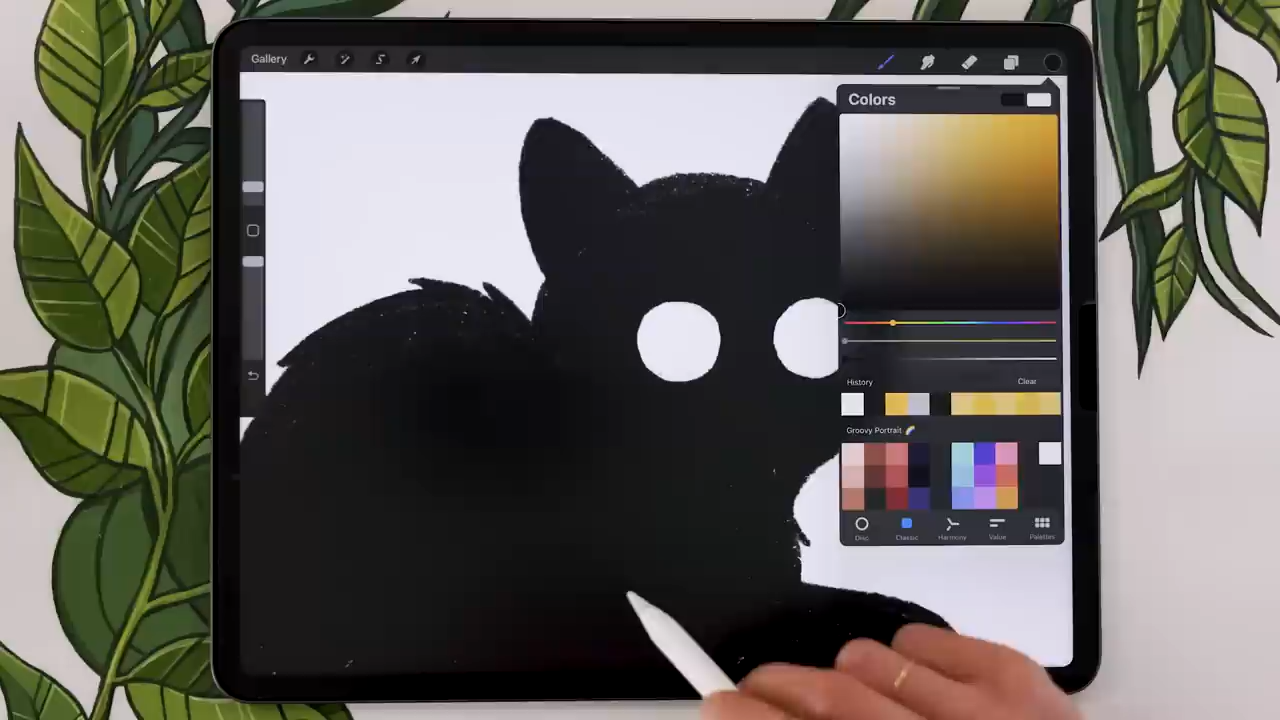 Gallery
Colors
History Clear
Groovy Portrait
Disc Classic Harmony Value Palettes